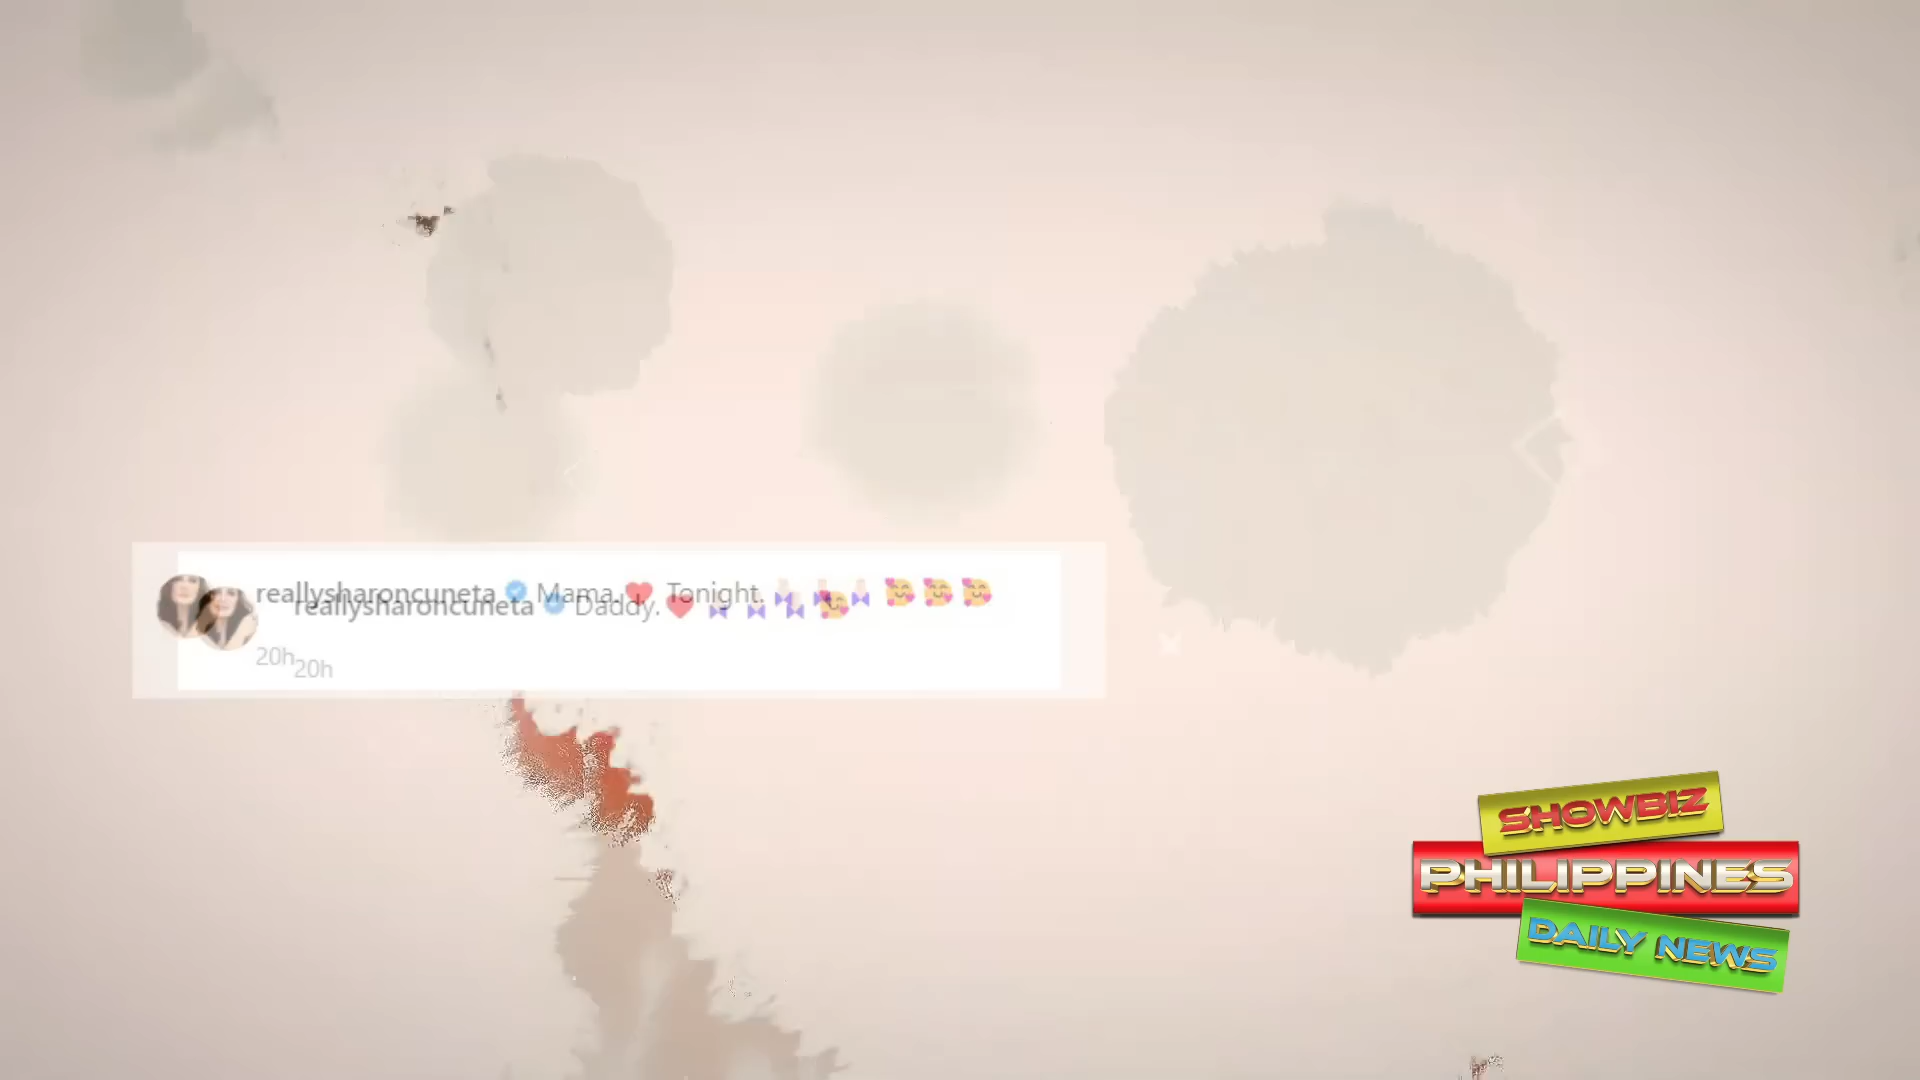 reallysharoncuneta Mama. ❤️ Tonight. 🥰🥰🥰
reallysharoncuneta Daddy. ❤️ 🥰
20h
20h
SHOWBIZ
PHILIPPINES
DAILY NEWS